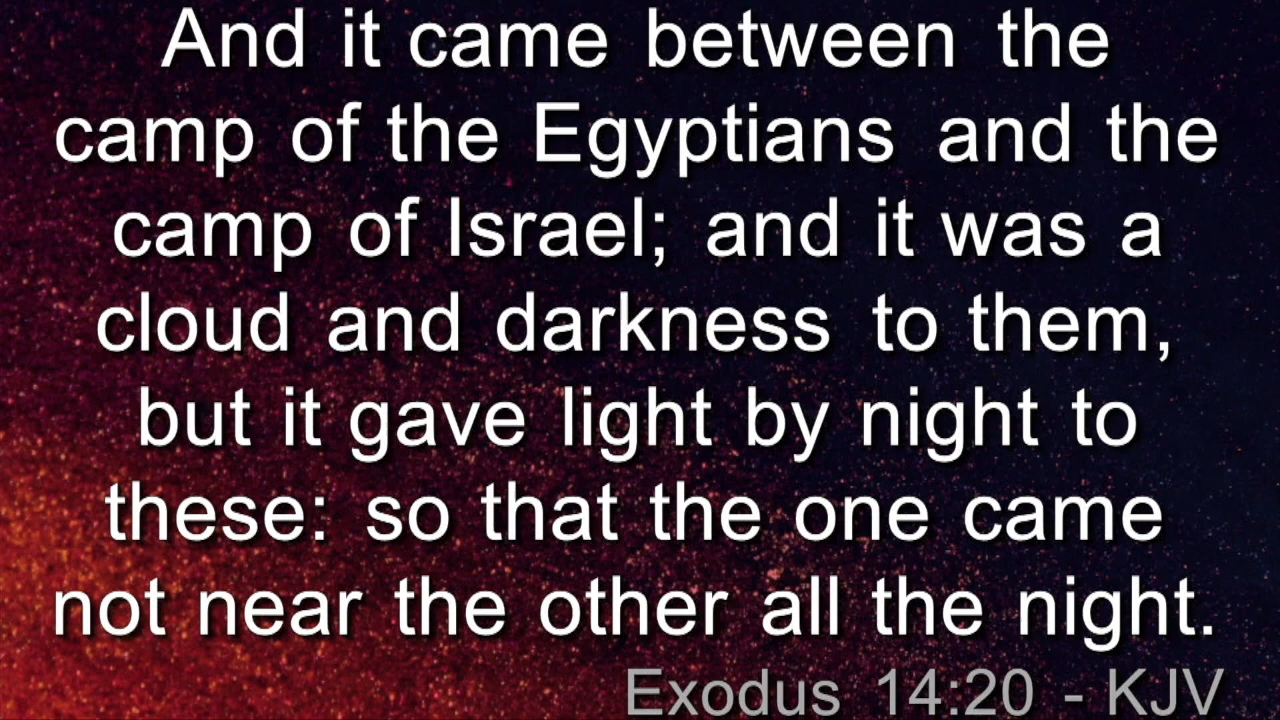 And it came between the
camp of the Egyptians and the
camp of Israel; and it was a
cloud and darkness to them,
but it gave light by night to
these: so that the one came
not near the other all the night.
Exodus 14:20 - KJV